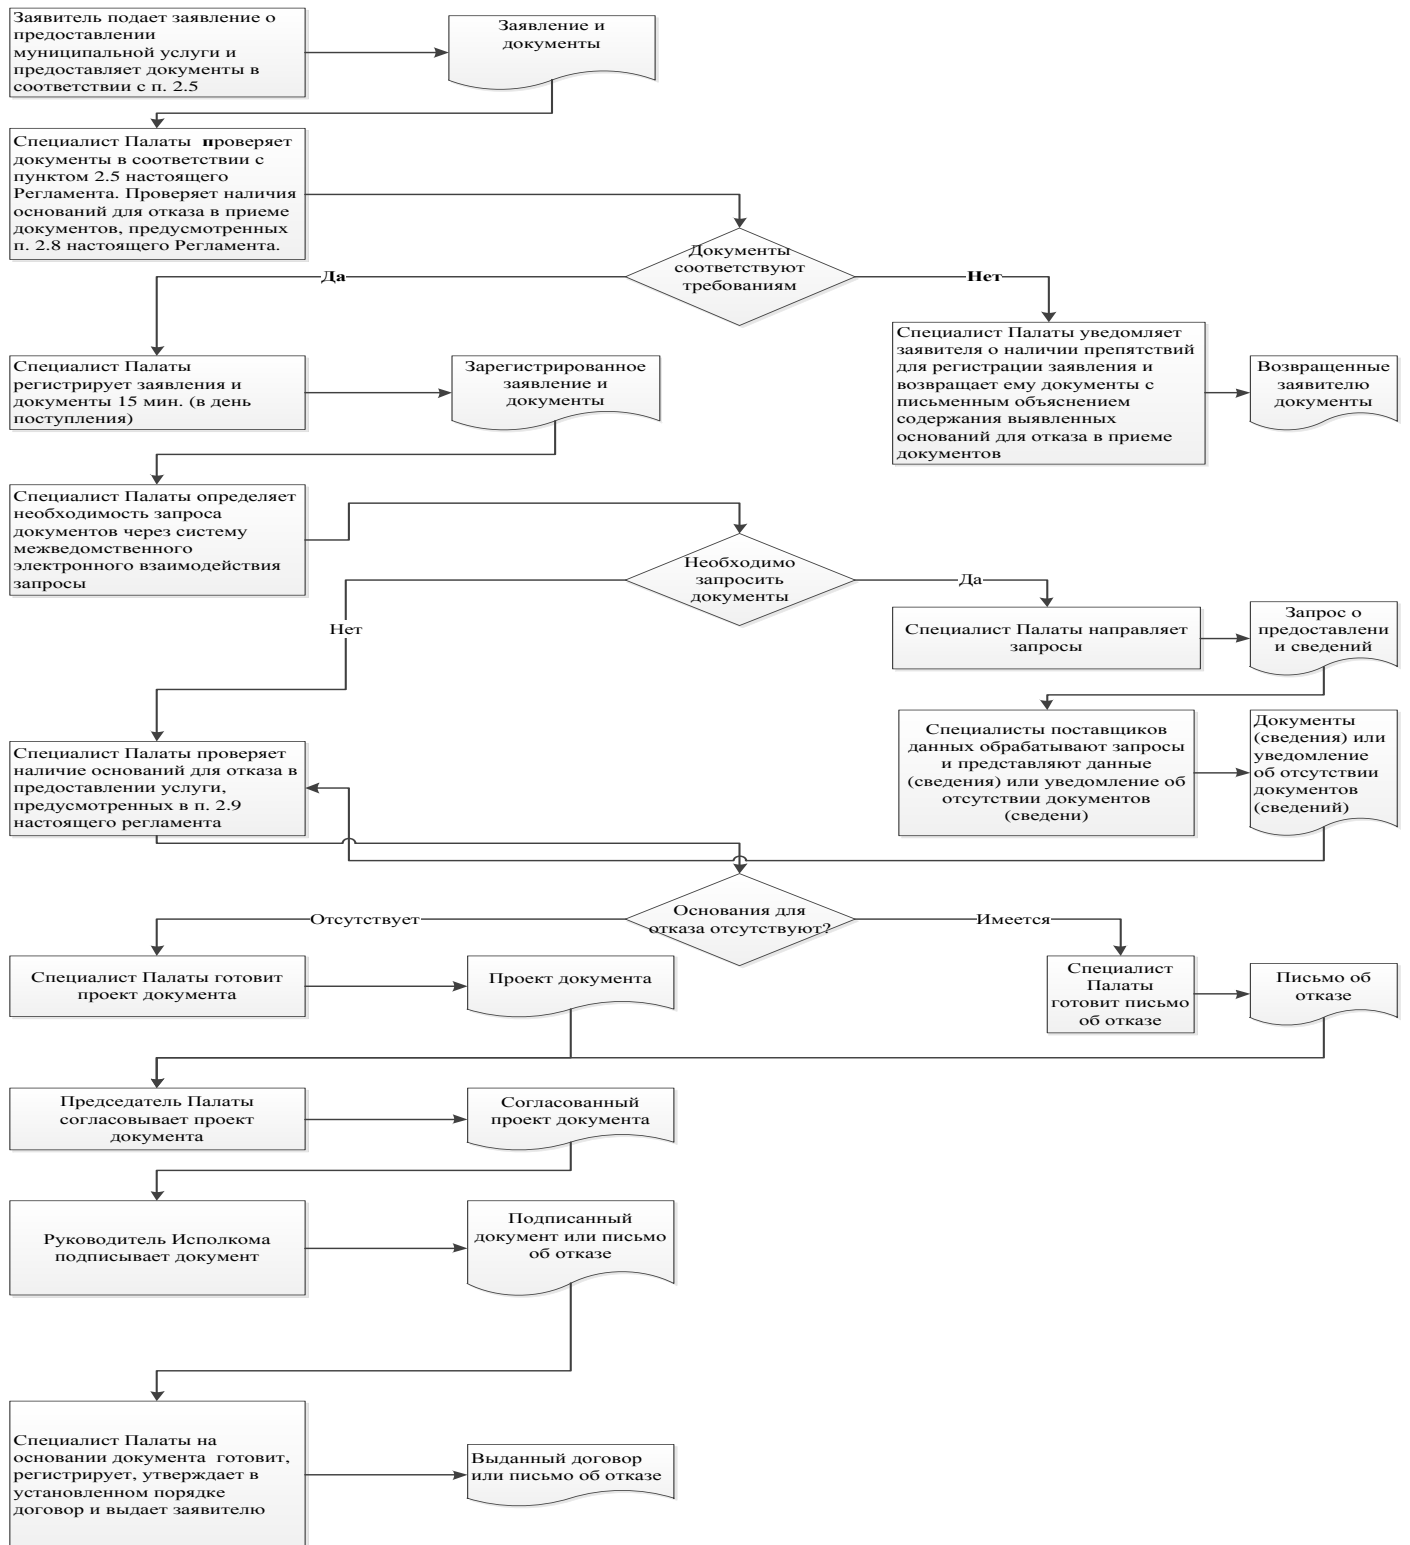 Заявитель подает заявление о
предоставлении
муниципальной услуги и
предоставляет документы в
соответствии с п. 2.5
Заявление и
документы
Специалист Палаты  проверяет
документы в соответствии с
пунктом 2.5 настоящего
Регламента. Проверяет наличия
оснований для отказа в приеме
документов, предусмотренных
п. 2.8 настоящего Регламента.
Документы
соответствуют
требованиям
Да
Нет
Специалист Палаты
регистрирует заявления и
документы 15 мин. (в день
поступления)
Зарегистрированное
заявление и
документы
Специалист Палаты уведомляет
заявителя о наличии препятствий
для регистрации заявления и
возвращает ему документы с
письменным объяснением
содержания выявленных
оснований для отказа в приеме
документов
Возвращенные
заявителю
документы
Специалист Палаты определяет
необходимость запроса
документов через систему
межведомственного
электронного взаимодействия
запросы
Необходимо
запросить
документы
Да
Нет
Специалист Палаты направляет
запросы
Запрос о
предоставлени
и сведений
Специалист Палаты проверяет
наличие оснований для отказа в
предоставлении услуги,
предусмотренных в п. 2.9
настоящего регламента
Специалисты поставщиков
данных обрабатывают запросы
и представляют данные
(сведения) или уведомление об
отсутствии документов
(сведени)
Документы
(сведения) или
уведомление
об отсутствии
документов
(сведений)
Основания для
отказа отсутствуют?
Отсутствует
Имеется
Специалист Палаты готовит
проект документа
Проект документа
Специалист
Палаты
готовит письмо
об отказе
Письмо об
отказе
Председатель Палаты
согласовывает проект
документа
Согласованный
проект документа
Руководитель Исполкома
подписывает документ
Подписанный
документ или письмо
об отказе
Специалист Палаты на
основании документа  готовит,
регистрирует, утверждает в
установленном порядке
договор и выдает заявителю
Выданный договор
или письмо об отказе